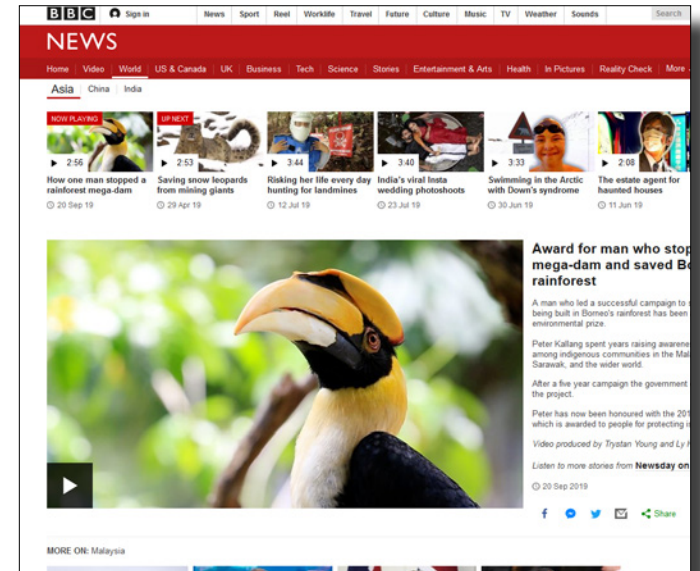 BBC Sign in News Sport Reel Worklife Travel Future Culture Music TV Weather Sounds Search
NEWS
Home Video World US & Canada UK Business Tech Science Stories Entertainment & Arts Health In Pictures Reality Check More
Asia China India
NOW PLAYING UP NEXT
2:56 2:53 3:44 3:40 3:33 2:08
How one man stopped a Saving snow leopards Risking her life every day India's viral Insta Swimming in the Arctic The estate agent for
rainforest mega-dam from mining giants hunting for landmines wedding photoshoots with Down's syndrome haunted houses
20 Sep 19 29 Apr 19 12 Jul 19 23 Jul 19 30 Jun 19 11 Jun 19
Award for man who stop
mega-dam and saved Bo
rainforest
A man who led a successful campaign to
being built in Borneo's rainforest has been
environmental prize.
Peter Kallang spent years raising awarene
among indigenous communities in the Mal
Sarawak, and the wider world.
After a five year campaign the government
the project.
Peter has now been honoured with the 201
which is awarded to people for protecting
Video produced by Trystan Young and Ly
Listen to more stories from Newsday on
20 Sep 2019
Share
MORE ON: Malaysia